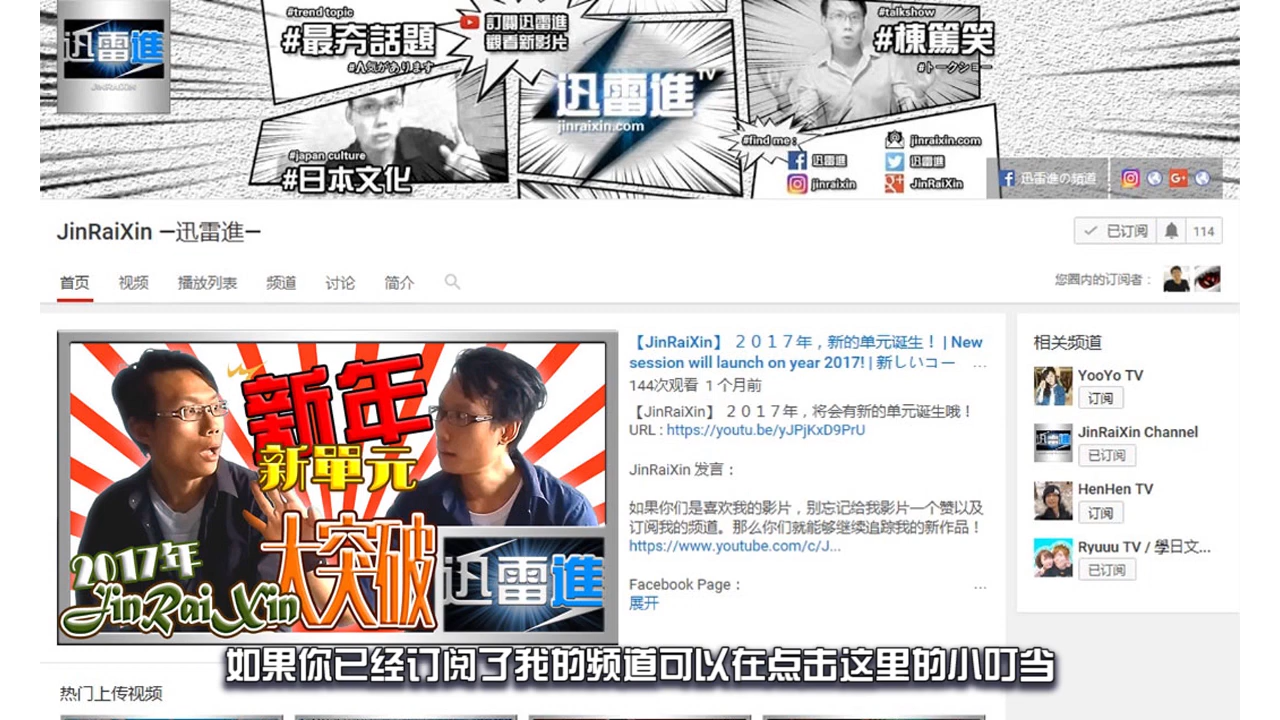 迅雷進
JINRAIXIN
#trend topic
#最夯話題
#人気があります
訂閱迅雷進
觀看新影片
迅雷進TV
jinraixin.com
#talkshow
#棟篤笑
#トークショー
#japan culture
#日本文化
#find me :
迅雷進
jinraixin
jinraixin.com
迅雷進
JinRaiXin
迅雷進の頻道
JinRaiXin —迅雷進—
已订阅
114
首页 视频 播放列表 频道 讨论 简介
您圈内的订阅者：
新年
新單元
大突破
2017年
JinRaiXin
迅雷進
【JinRaiXin】 ２０１７年，新的单元诞生！ | New
session will launch on year 2017! | 新しいコー ...
144次观看 1 个月前
【JinRaiXin】 ２０１７年，将会有新的单元诞生哦！
URL : https://youtu.be/yJPjKxD9PrU
JinRaiXin 发言：
如果你们是喜欢我的影片，别忘记给我影片一个赞以及
订阅我的频道。那么你们就能够继续追踪我的新作品！
https://www.youtube.com/c/J...
Facebook Page：
...
展开
相关频道
YooYo TV
订阅
JinRaiXin Channel
已订阅
HenHen TV
订阅
Ryuuu TV / 學日文...
已订阅
如果你已经订阅了我的频道可以在点击这里的小叮当
热门上传视频